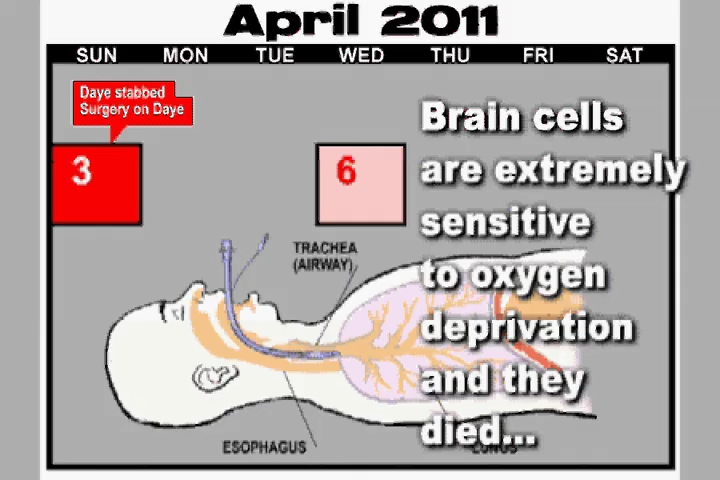 April 2011
SUN MON TUE WED THU FRI SAT
Daye stabbed
Surgery on Daye
3
6
Brain cells
are extremely
sensitive
to oxygen
deprivation
and they
died...
TRACHEA
(AIRWAY)
ESOPHAGUS
LUNGS